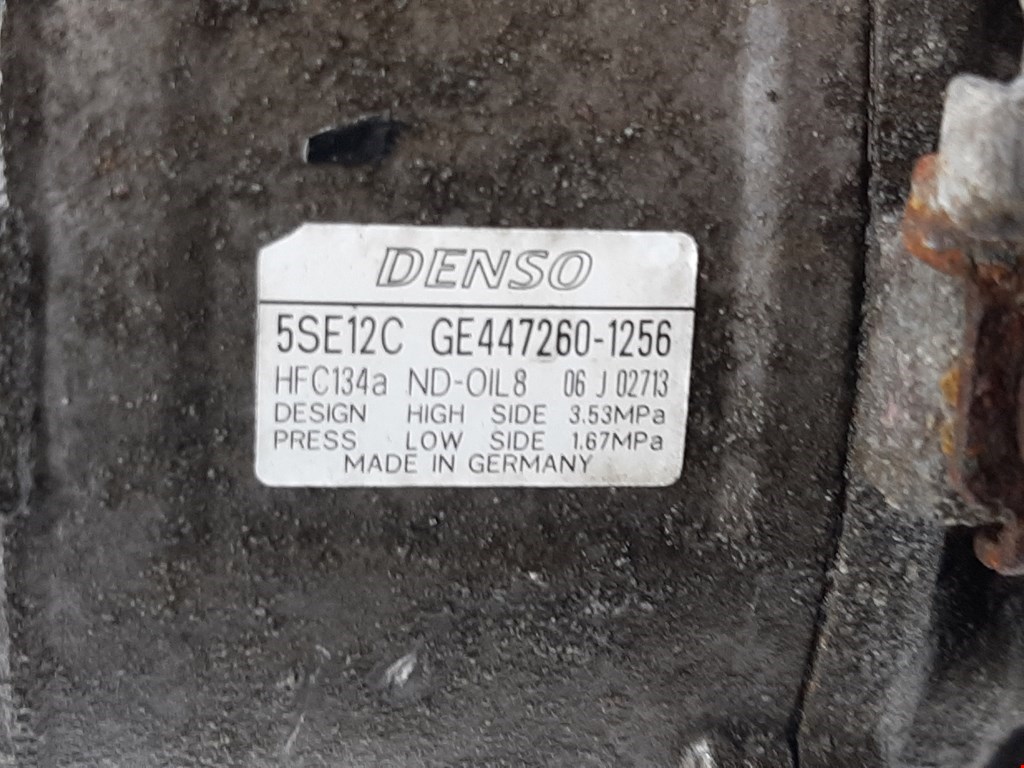 DENSO
5SE12C GE447260-1256
HFC134a ND-OIL8 06 J 02713
DESIGN HIGH SIDE 3.53MPa
PRESS LOW SIDE 1.67MPa
MADE IN GERMANY